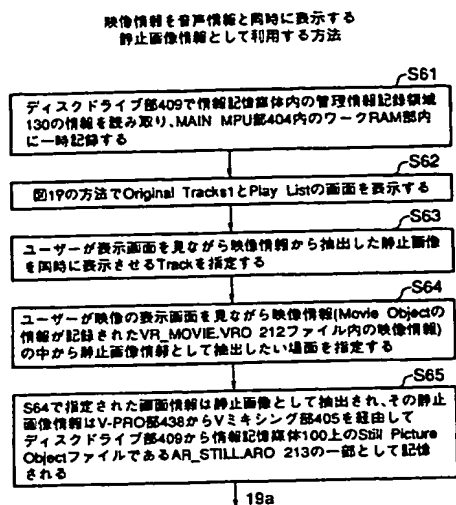 映像情報を音声情報と同時に表示する
静止画像情報として利用する方法
S61
ディスクドライブ部409で情報記憶媒体内の管理情報記録領域
130の情報を読み取り、MAIN MPU部404内のワークRAM部内
に一時記録する
S62
図19の方法でOriginal Tracks1とPlay Listの画面を表示する
S63
ユーザーが表示画面を見ながら映像情報から抽出した静止画像
を同時に表示させるTrackを指定する
S64
ユーザーが映像の表示画面を見ながら映像情報(Movie Objectの
情報が記録されたVR_MOVIE.VRO 212ファイル内の映像情報)
の中から静止画像情報として抽出したい場面を指定する
S65
S64で指定された画面情報は静止画像として抽出され、その静止
画像情報はV-PRO部438からVミキシング部405を経由して
ディスクドライブ部409から情報記憶媒体100上のStill Picture
ObjectファイルであるAR_STILL.ARO 213の一部として記憶
される
19a